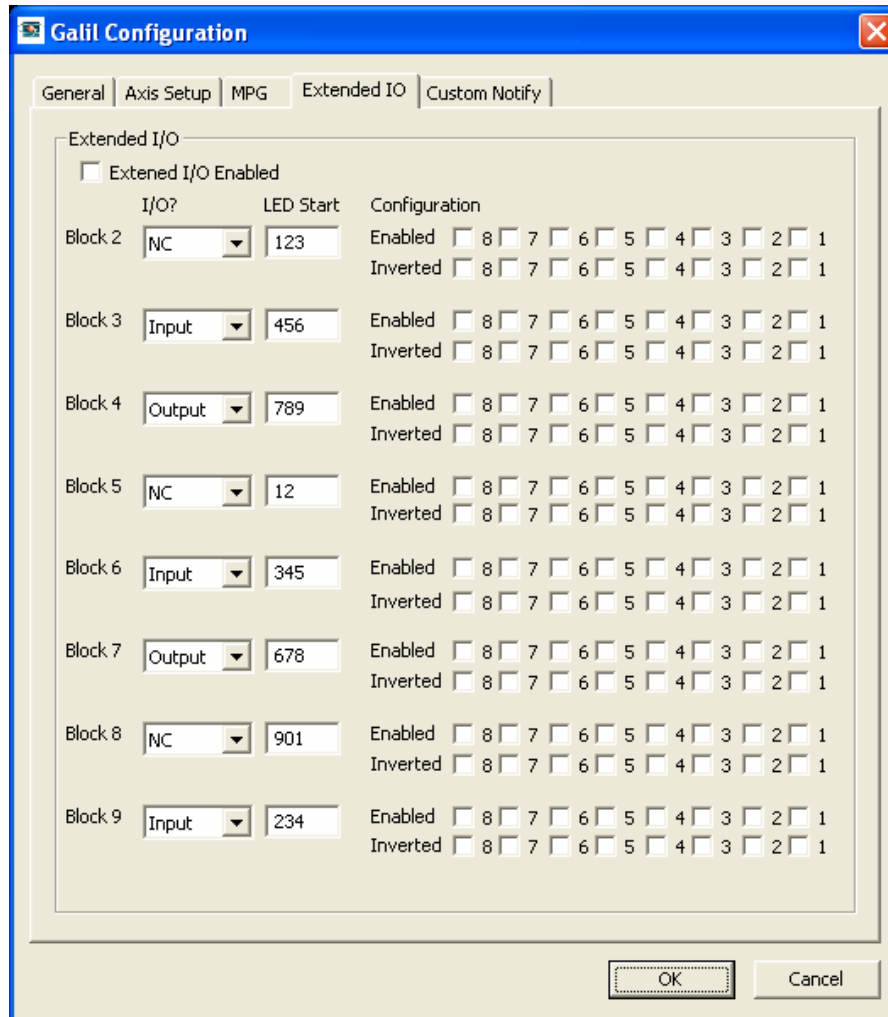 Galil Configuration
General Axis Setup MPG Extended IO Custom Notify
Extended I/O
Extened I/O Enabled
I/O? LED Start Configuration
Block 2 NC 123 Enabled 8 7 6 5 4 3 2 1
Inverted 8 7 6 5 4 3 2 1
Block 3 Input 456 Enabled 8 7 6 5 4 3 2 1
Inverted 8 7 6 5 4 3 2 1
Block 4 Output 789 Enabled 8 7 6 5 4 3 2 1
Inverted 8 7 6 5 4 3 2 1
Block 5 NC 12 Enabled 8 7 6 5 4 3 2 1
Inverted 8 7 6 5 4 3 2 1
Block 6 Input 345 Enabled 8 7 6 5 4 3 2 1
Inverted 8 7 6 5 4 3 2 1
Block 7 Output 678 Enabled 8 7 6 5 4 3 2 1
Inverted 8 7 6 5 4 3 2 1
Block 8 NC 901 Enabled 8 7 6 5 4 3 2 1
Inverted 8 7 6 5 4 3 2 1
Block 9 Input 234 Enabled 8 7 6 5 4 3 2 1
Inverted 8 7 6 5 4 3 2 1
OK Cancel